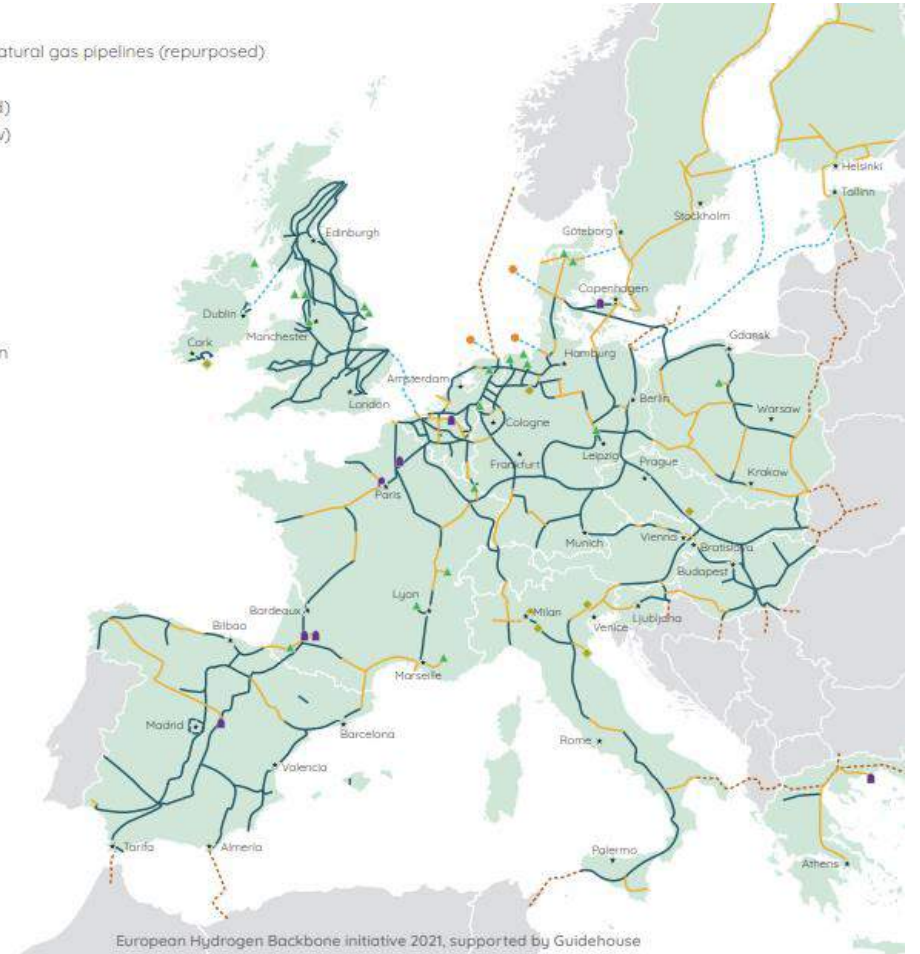 atural gas pipelines (repurposed)
Helsinki
Tallinn
Stockholm
Göteborg
Edinburgh
Copenhagen
Dublin
Manchester
Gdansk
Cork
Hamburg
Amsterdam
Berlin
London
Warsaw
Cologne
Leipzig
Frankfurt
Prague
Krakow
Paris
Munich
Vienna
Bratislava
Budapest
Lyon
Bordeaux
Milan
Ljubljana
Bilbao
Venice
Marseille
Madrid
Barcelona
Rome
Valencia
Tarifa
Almería
Palermo
Athens
European Hydrogen Backbone initiative 2021, supported by Guidehouse